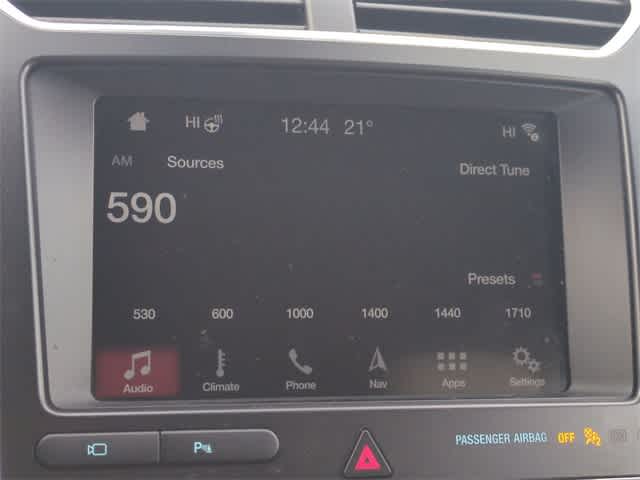 HI 12:44 21° HI
AM Sources Direct Tune
590
Presets
530 600 1000 1400 1440 1710
Audio Climate Phone Nav Apps Settings
P
PASSENGER AIRBAG OFF 2